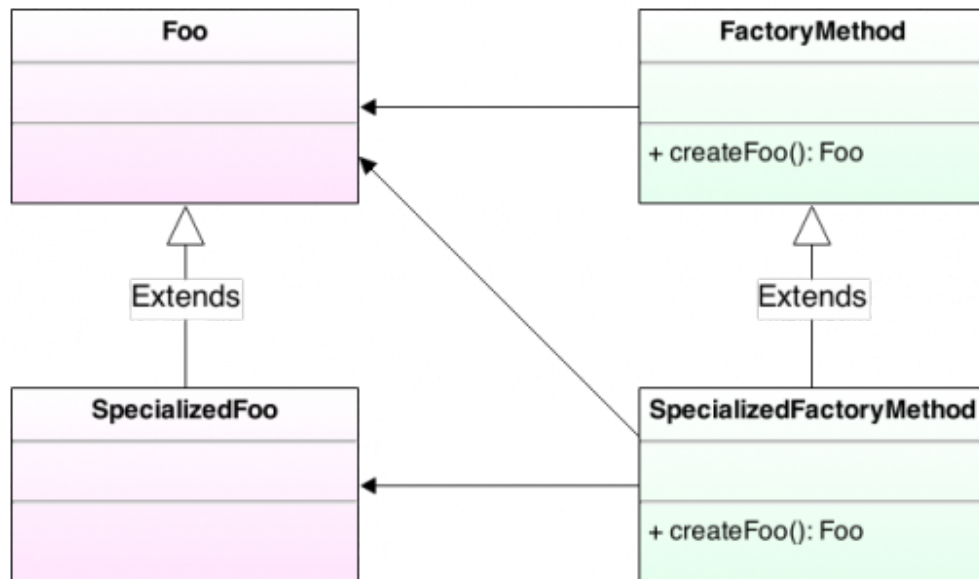 Foo
FactoryMethod
+ createFoo(): Foo
Extends
Extends
SpecializedFoo
SpecializedFactoryMethod
+ createFoo(): Foo